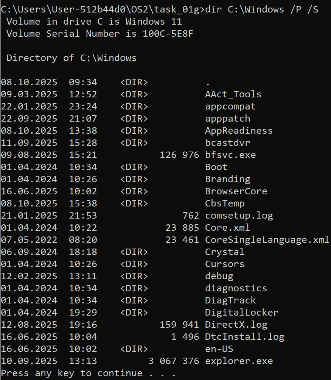 C:\Users\User-512b44d0\OS2\task_01g>dir C:\Windows /P /S
 Volume in drive C is Windows 11
 Volume Serial Number is 100C-5E8F

 Directory of C:\Windows

08.10.2025  09:34    <DIR>          .
09.03.2025  12:52    <DIR>          AAct_Tools
22.01.2025  23:24    <DIR>          appcompat
22.09.2025  21:07    <DIR>          apppatch
08.10.2025  13:38    <DIR>          AppReadiness
11.09.2025  15:28    <DIR>          bcastdvr
09.08.2025  15:21           126 976 bfsvc.exe
01.04.2024  10:34    <DIR>          Boot
01.04.2024  10:26    <DIR>          Branding
16.06.2025  10:02    <DIR>          BrowserCore
08.10.2025  15:38    <DIR>          CbsTemp
21.01.2025  21:53               762 comsetup.log
01.04.2024  10:22            23 885 Core.xml
07.05.2022  08:20            23 461 CoreSingleLanguage.xml
06.09.2024  18:18    <DIR>          Crystal
01.04.2024  10:26    <DIR>          Cursors
12.02.2025  13:11    <DIR>          debug
01.04.2024  10:34    <DIR>          diagnostics
01.04.2024  10:34    <DIR>          DiagTrack
01.04.2024  19:29    <DIR>          DigitalLocker
12.08.2025  19:16           159 941 DirectX.log
16.06.2025  10:04             1 496 DtcInstall.log
16.06.2025  10:02    <DIR>          en-US
10.09.2025  13:13         3 067 376 explorer.exe
Press any key to continue . . .